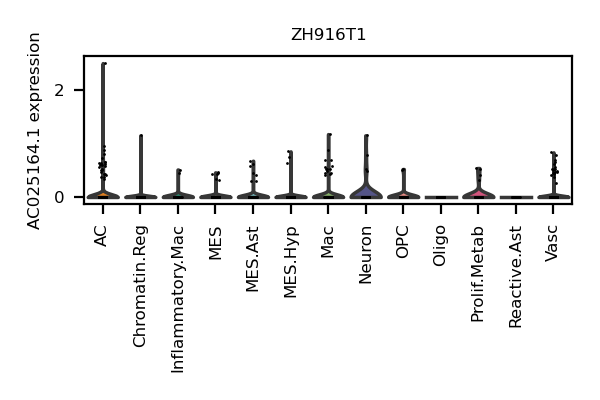 ZH916T1
AC025164.1 expression
2
0
AC
Chromatin.Reg
Inflammatory.Mac
MES
MES.Ast
MES.Hyp
Mac
Neuron
OPC
Oligo
Prolif.Metab
Reactive.Ast
Vasc